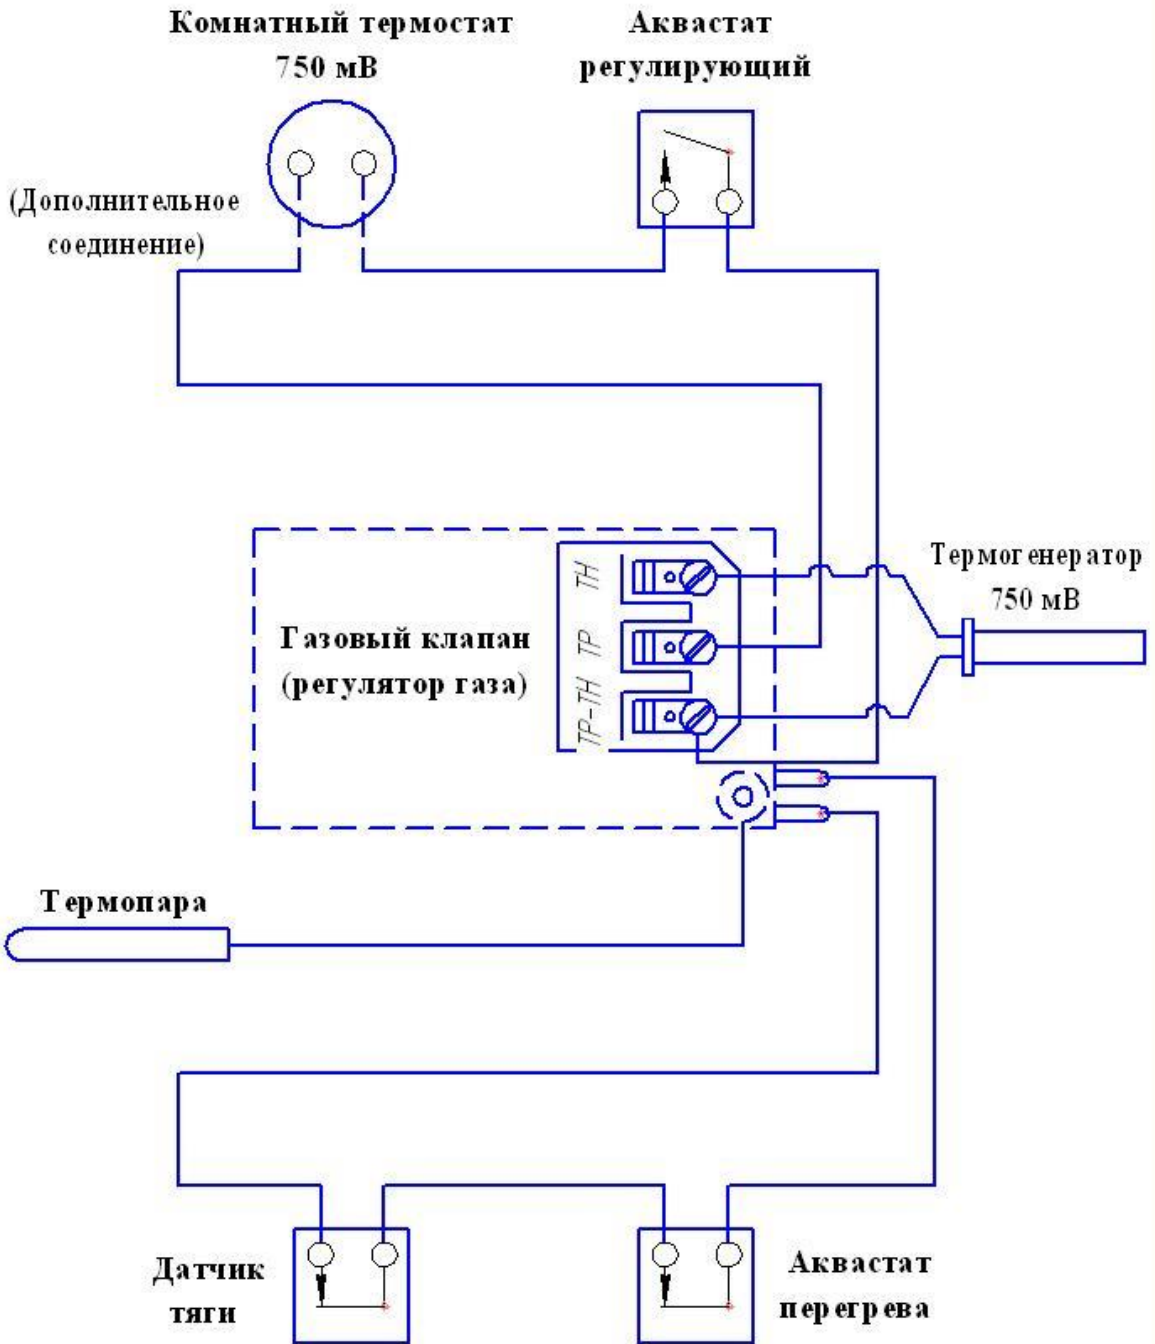 Комнатный термостат
750 мВ
Аквастат
регулирующий
(Дополнительное
соединение)
Термогенератор
750 мВ
Газовый клапан
(регулятор газа)
TH
TP
TP-TH
Термопара
Датчик
тяги
Аквастат
перегрева